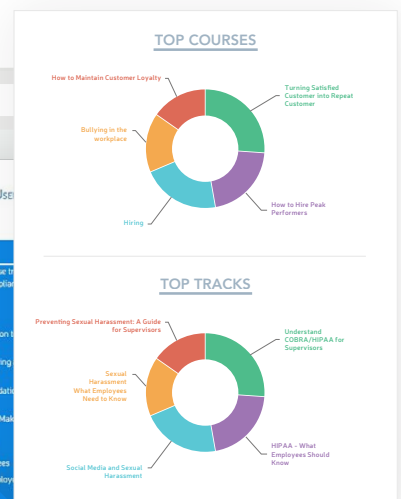 TOP COURSES
How to Maintain Customer Loyalty
Turning Satisfied
Customer into Repeat
Customer
Bullying in the
workplace
How to Hire Peak
Performers
Hiring
TOP TRACKS
Preventing Sexual Harassment: A Guide
for Supervisors
Understand
COBRA/HIPAA for
Supervisors
Sexual
Harassment
What Employees
Need to Know
HIPAA - What
Employees Should
Know
Social Media and Sexual
Harassment